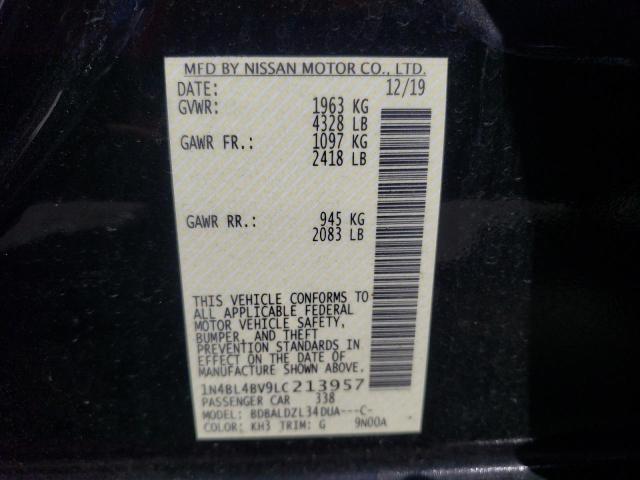 MFD BY NISSAN MOTOR CO., LTD.
DATE: 12/19
GVWR: 1963 KG
4328 LB
GAWR FR.: 1097 KG
2418 LB
GAWR RR.: 945 KG
2083 LB
THIS VEHICLE CONFORMS TO
ALL APPLICABLE FEDERAL
MOTOR VEHICLE SAFETY,
BUMPER, AND THEFT
PREVENTION STANDARDS IN
EFFECT ON THE DATE OF
MANUFACTURE SHOWN ABOVE.
1N4BL4BV9LC213957
PASSENGER CAR 338
MODEL: BDBALDZL34DUA---C-
COLOR: KH3 TRIM: G 9N00A